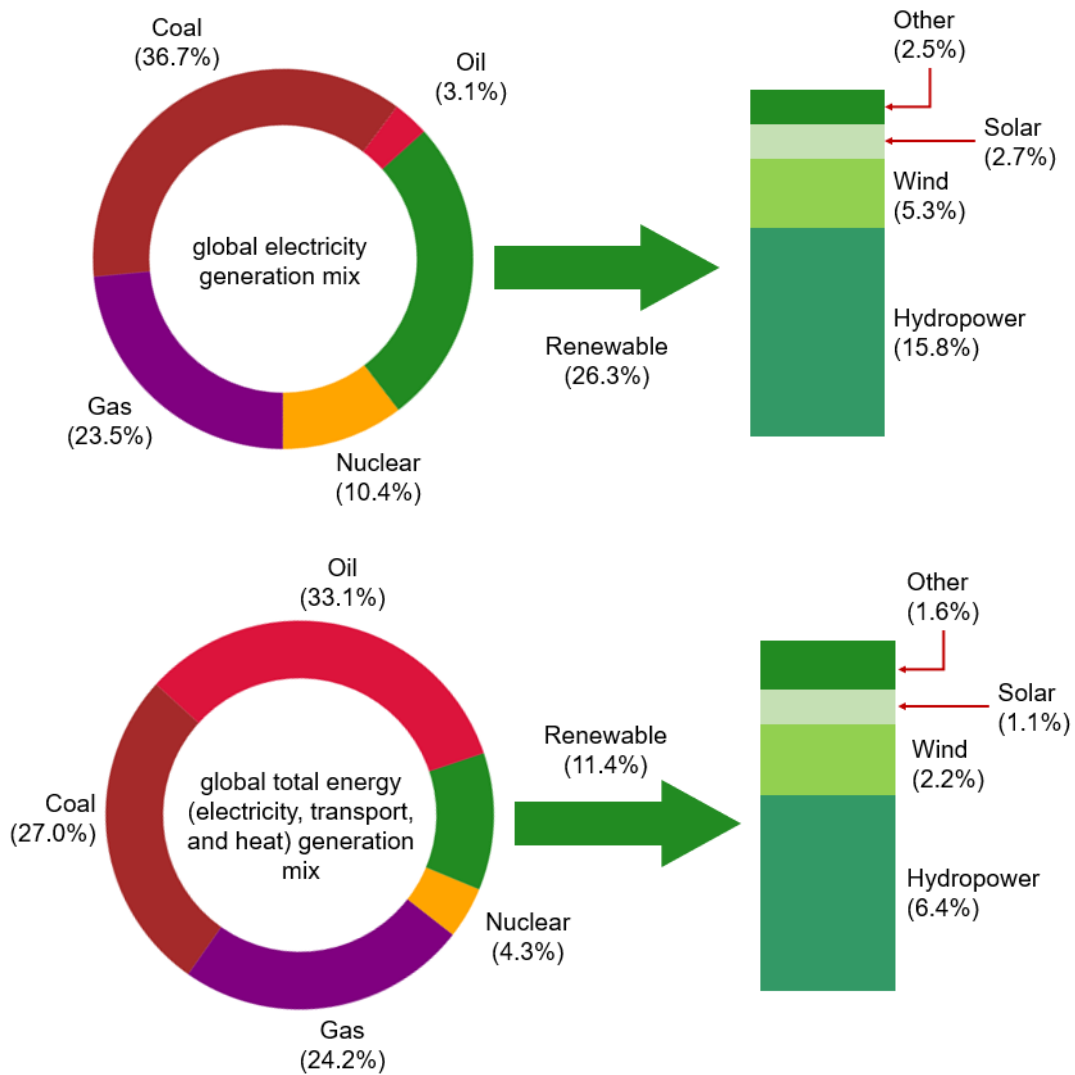 Coal
(36.7%)
Oil
(3.1%)
global electricity
generation mix
Gas
(23.5%)
Nuclear
(10.4%)
Renewable
(26.3%)
Other
(2.5%)
Solar
(2.7%)
Wind
(5.3%)
Hydropower
(15.8%)
Oil
(33.1%)
Coal
(27.0%)
global total energy
(electricity, transport,
and heat) generation
mix
Nuclear
(4.3%)
Gas
(24.2%)
Renewable
(11.4%)
Other
(1.6%)
Solar
(1.1%)
Wind
(2.2%)
Hydropower
(6.4%)